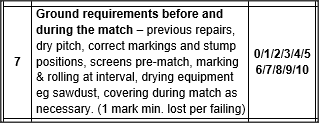 Ground requirements before and
during the match – previous repairs,
dry pitch, correct markings and stump
positions, screens pre-match, marking
& rolling at interval, drying equipment
eg sawdust, covering during match as
necessary. (1 mark min. lost per failing)
7
0/1/2/3/4/5
6/7/8/9/10